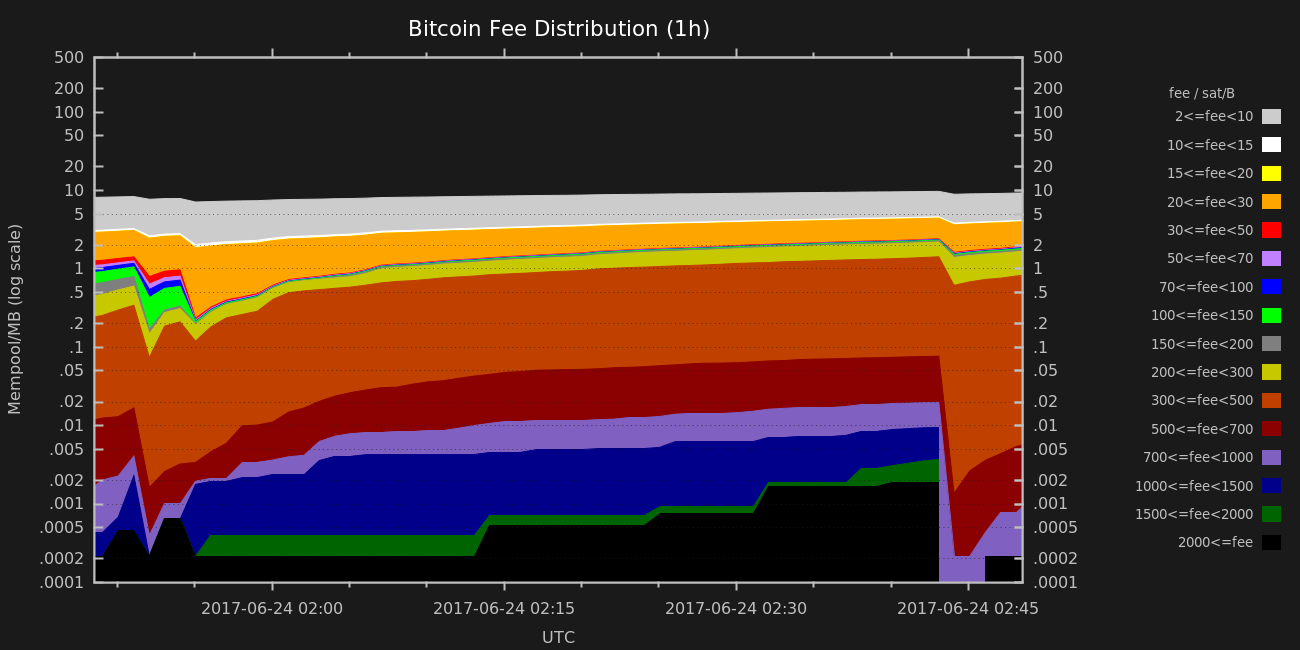 Bitcoin Fee Distribution (1h)
Mempool/MB (log scale)
500
200
100
50
20
10
5
2
1
.5
.2
.1
.05
.02
.01
.005
.002
.001
.0005
.0002
.0001
500
200
100
50
20
10
5
2
1
.5
.2
.1
.05
.02
.01
.005
.002
.001
.0005
.0002
.0001
2017-06-24 02:00
2017-06-24 02:15
2017-06-24 02:30
2017-06-24 02:45
UTC
fee / sat/B
2<=fee<10
10<=fee<15
15<=fee<20
20<=fee<30
30<=fee<50
50<=fee<70
70<=fee<100
100<=fee<150
150<=fee<200
200<=fee<300
300<=fee<500
500<=fee<700
700<=fee<1000
1000<=fee<1500
1500<=fee<2000
2000<=fee